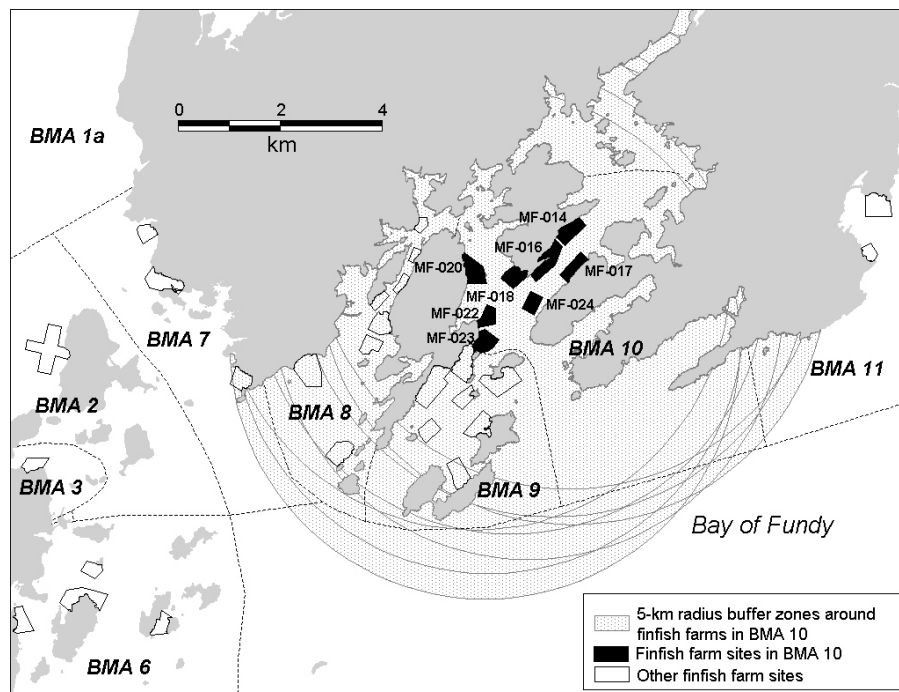 BMA 1a
0 2 4
km
MF-014
MF-016
MF-020
MF-017
MF-018
MF-024
MF-022
MF-023
BMA 7
BMA 10
BMA 11
BMA 2
BMA 8
BMA 3
BMA 9
Bay of Fundy
BMA 6
5-km radius buffer zones around
finfish farms in BMA 10
Finfish farm sites in BMA 10
Other finfish farm sites